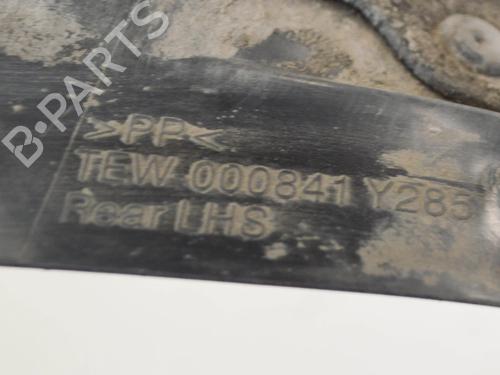 B-PARTS
>PP<
TEW 000841 Y285
Rear LHS